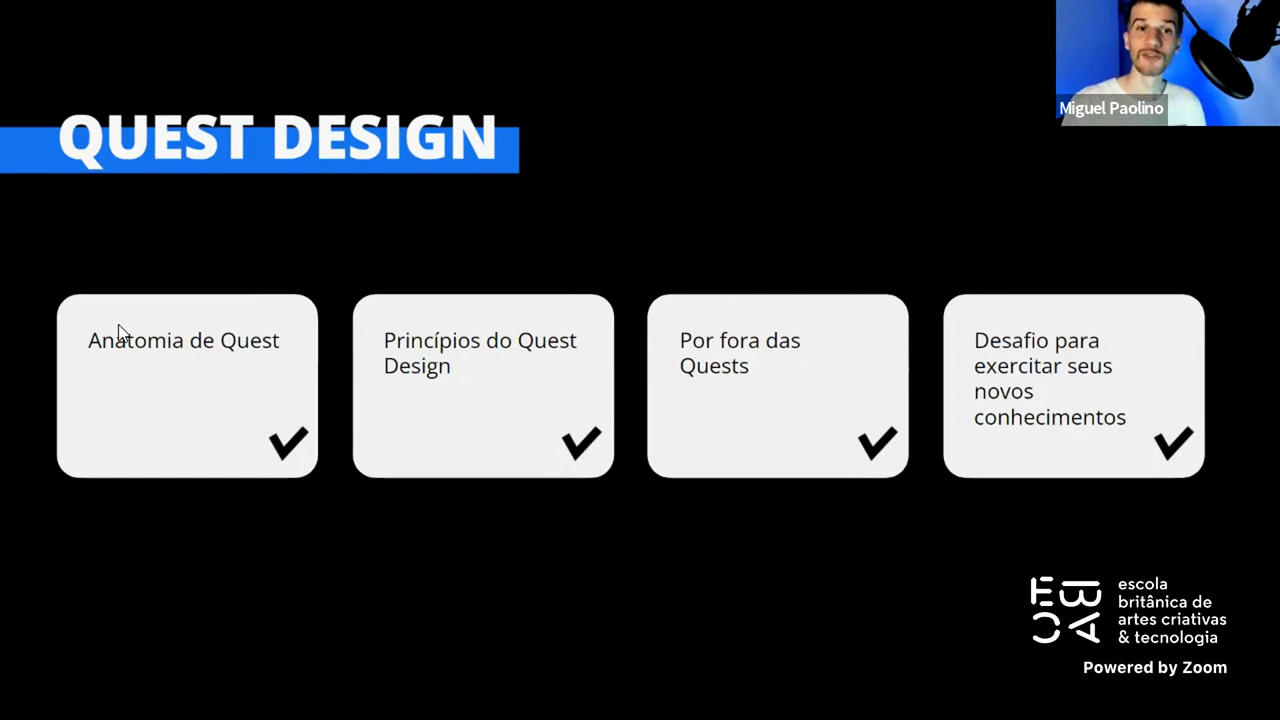 Miguel Paolino
QUEST DESIGN
Anatomia de Quest
Princípios do Quest
Design
Por fora das
Quests
Desafio para
exercitar seus
novos
conhecimentos
EBAC
escola
britânica de
artes criativas
& tecnologia
Powered by Zoom